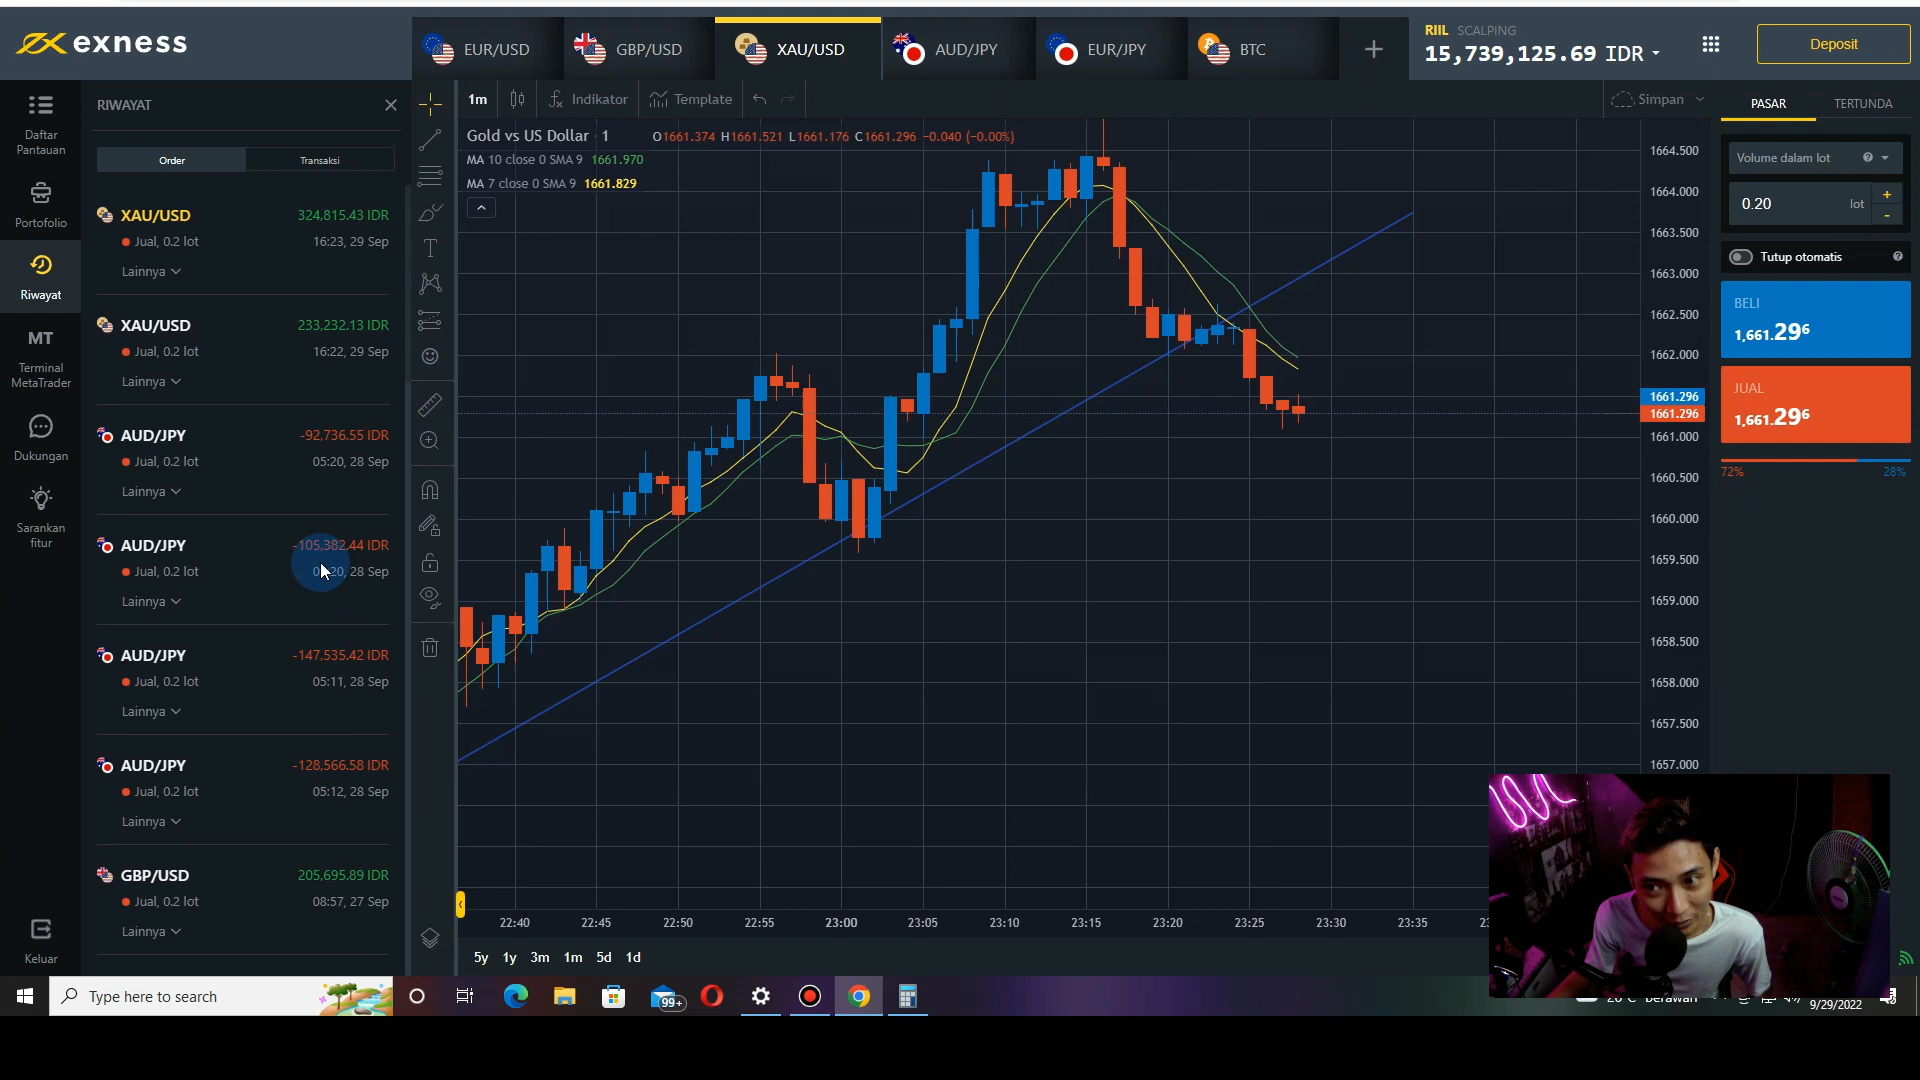 exness
EUR/USD
GBP/USD
XAU/USD
AUD/JPY
EUR/JPY
BTC
RIIL SCALPING
15,739,125.69 IDR
Deposit
Daftar
Pantauan
Portofolio
Riwayat
MT
Terminal
MetaTrader
Dukungan
Sarankan
fitur
Keluar
RIWAYAT
Order
Transaksi
XAU/USD 324,815.43 IDR
Jual, 0.2 lot 16:23, 29 Sep
Lainnya
XAU/USD 233,232.13 IDR
Jual, 0.2 lot 16:22, 29 Sep
Lainnya
AUD/JPY -92,736.55 IDR
Jual, 0.2 lot 05:20, 28 Sep
Lainnya
AUD/JPY -105,382.44 IDR
Jual, 0.2 lot 28 Sep
Lainnya
AUD/JPY -147,535.42 IDR
Jual, 0.2 lot 05:11, 28 Sep
Lainnya
AUD/JPY -128,566.58 IDR
Jual, 0.2 lot 05:12, 28 Sep
Lainnya
GBP/USD 205,695.89 IDR
Jual, 0.2 lot 08:57, 27 Sep
Lainnya
1m
Indikator
Template
Simpan
Gold vs US Dollar 1 O1661.374 H1661.521 L1661.176 C1661.296 -0.040 (-0.00%)
MA 10 close 0 SMA 9 1661.970
MA 7 close 0 SMA 9 1661.829
1664.500
1664.000
1663.500
1663.000
1662.500
1662.000
1661.296
1661.296
1661.000
1660.500
1660.000
1659.500
1659.000
1658.500
1658.000
1657.500
1657.000
22:40 22:45 22:50 22:55 23:00 23:05 23:10 23:15 23:20 23:25 23:30 23:35
5y 1y 3m 1m 5d 1d
PASAR
TERTUNDA
Volume dalam lot
0.20 lot
+
-
Tutup otomatis
BELI
1,661.296
JUAL
1,661.296
72% 28%
Type here to search
99+
9/29/2022